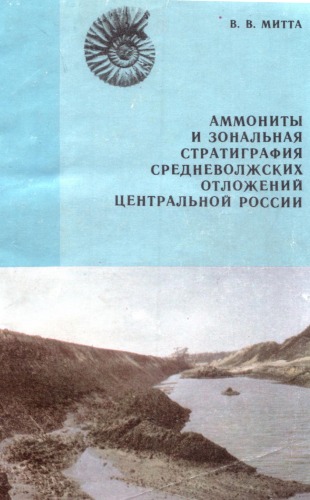 В. В. МИТТА
АММОНИТЫ
И ЗОНАЛЬНАЯ
СТРАТИГРАФИЯ
СРЕДНЕВОЛЖСКИХ
ОТЛОЖЕНИЙ
ЦЕНТРАЛЬНОЙ РОССИИ